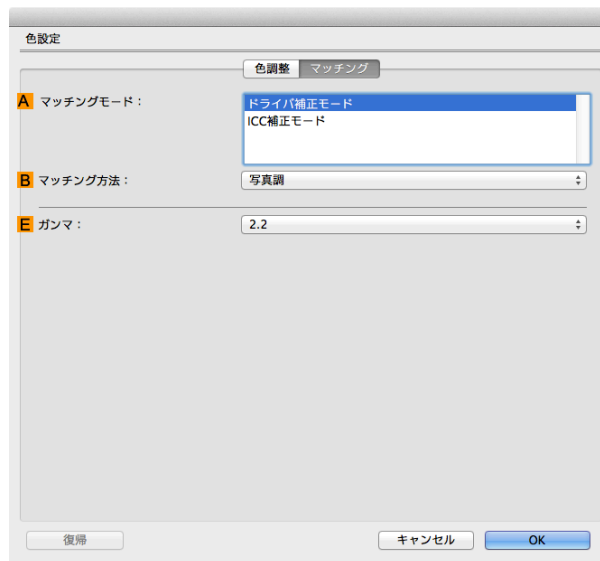 色設定
色調整 マッチング
A マッチングモード： ドライバ補正モード
ICC補正モード
B マッチング方法： 写真調
E ガンマ： 2.2
復帰 キャンセル OK